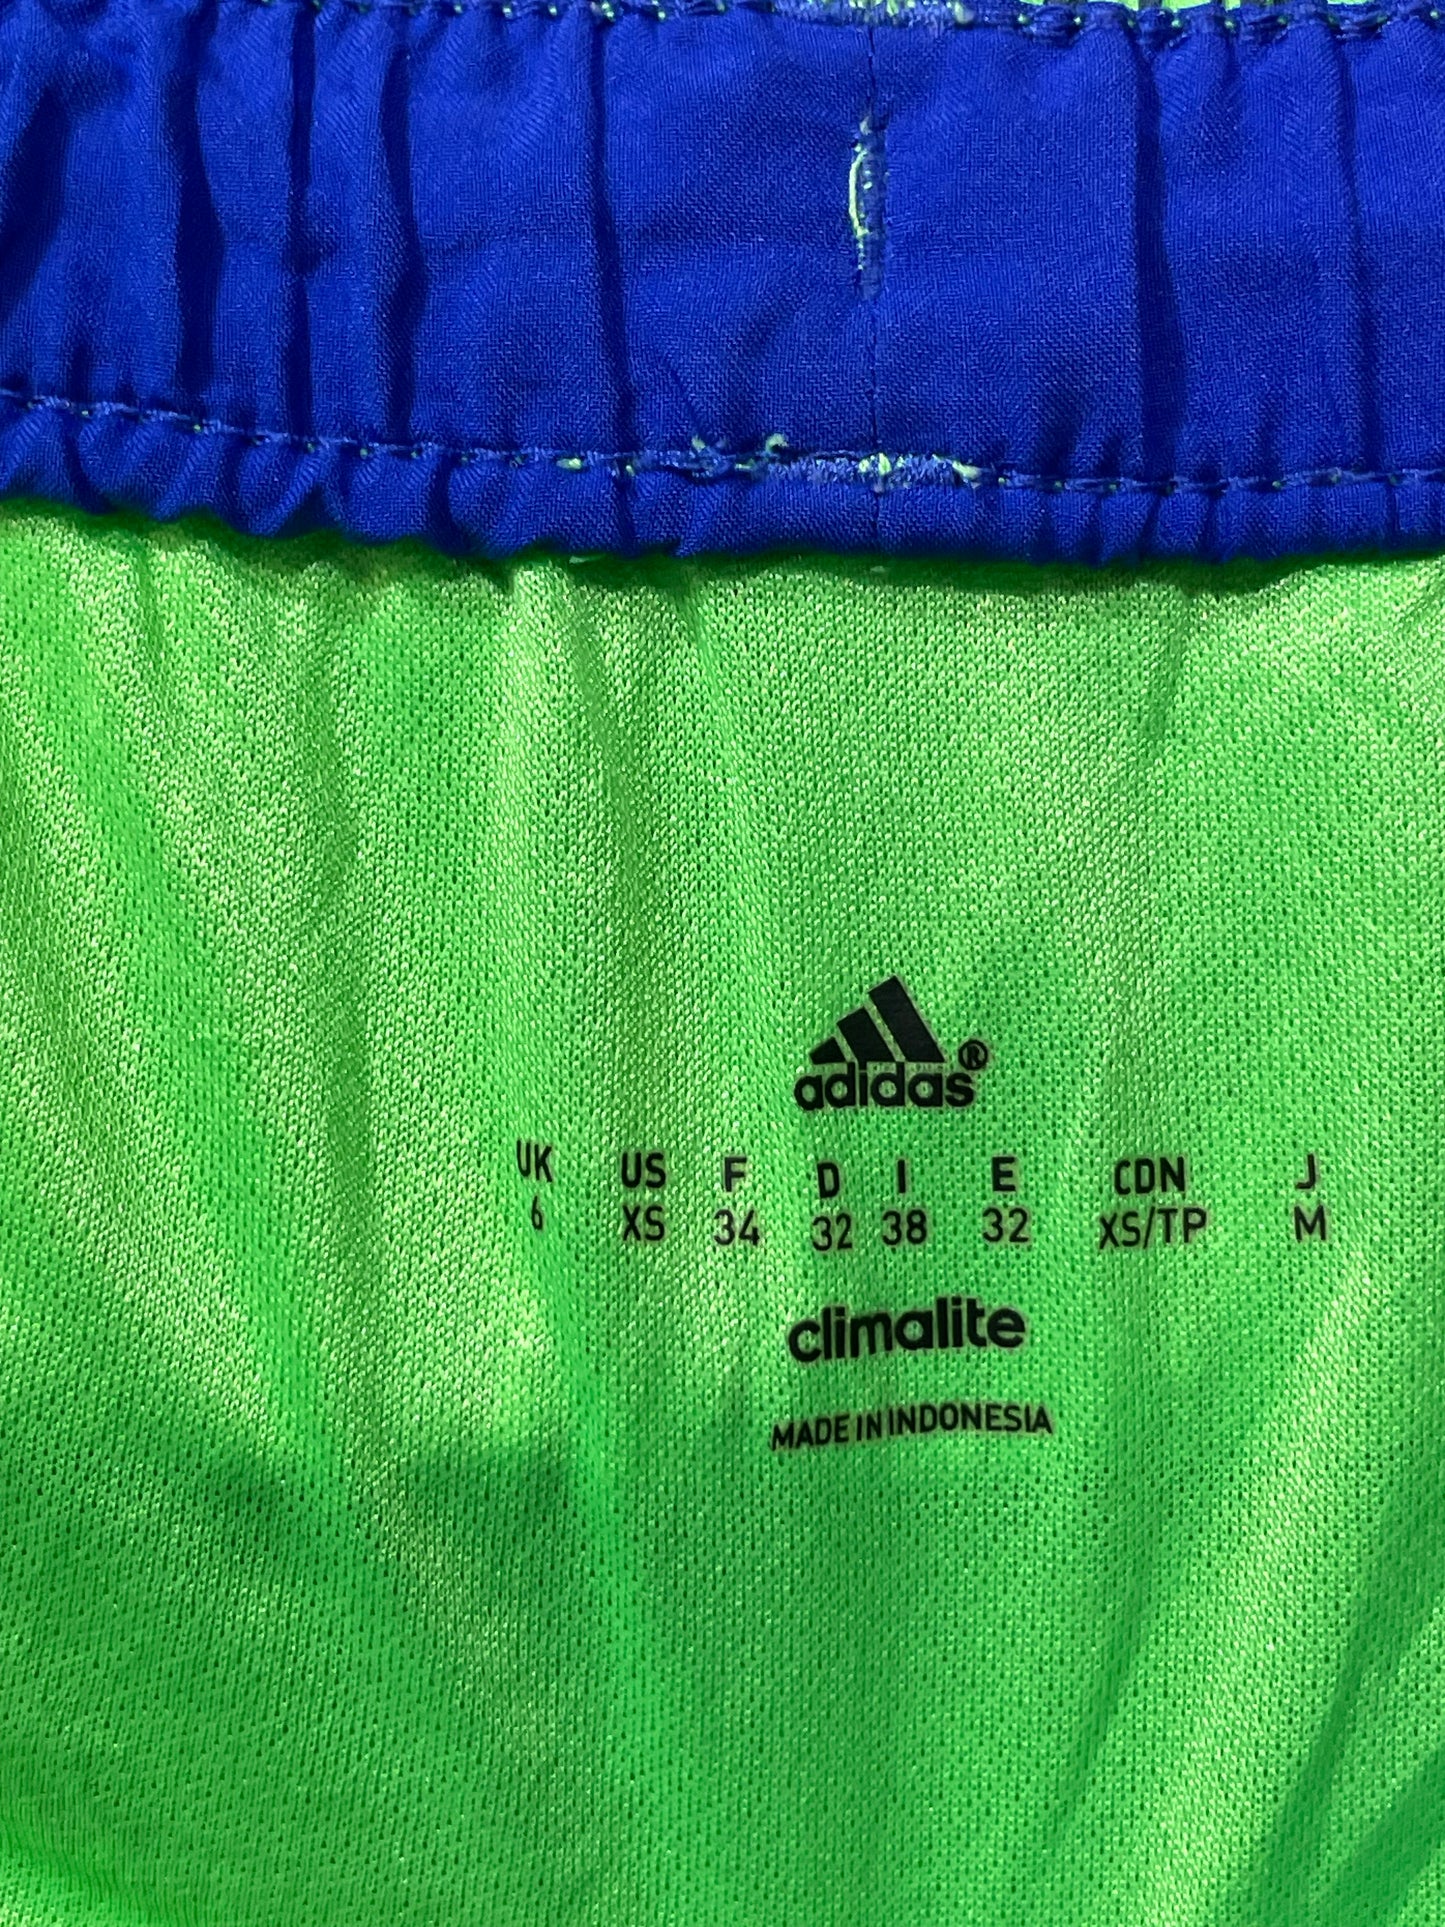 adidas®
UK US F D I E CDN J
6 XS 34 32 38 32 XS/TP M
climalite
MADE IN INDONESIA